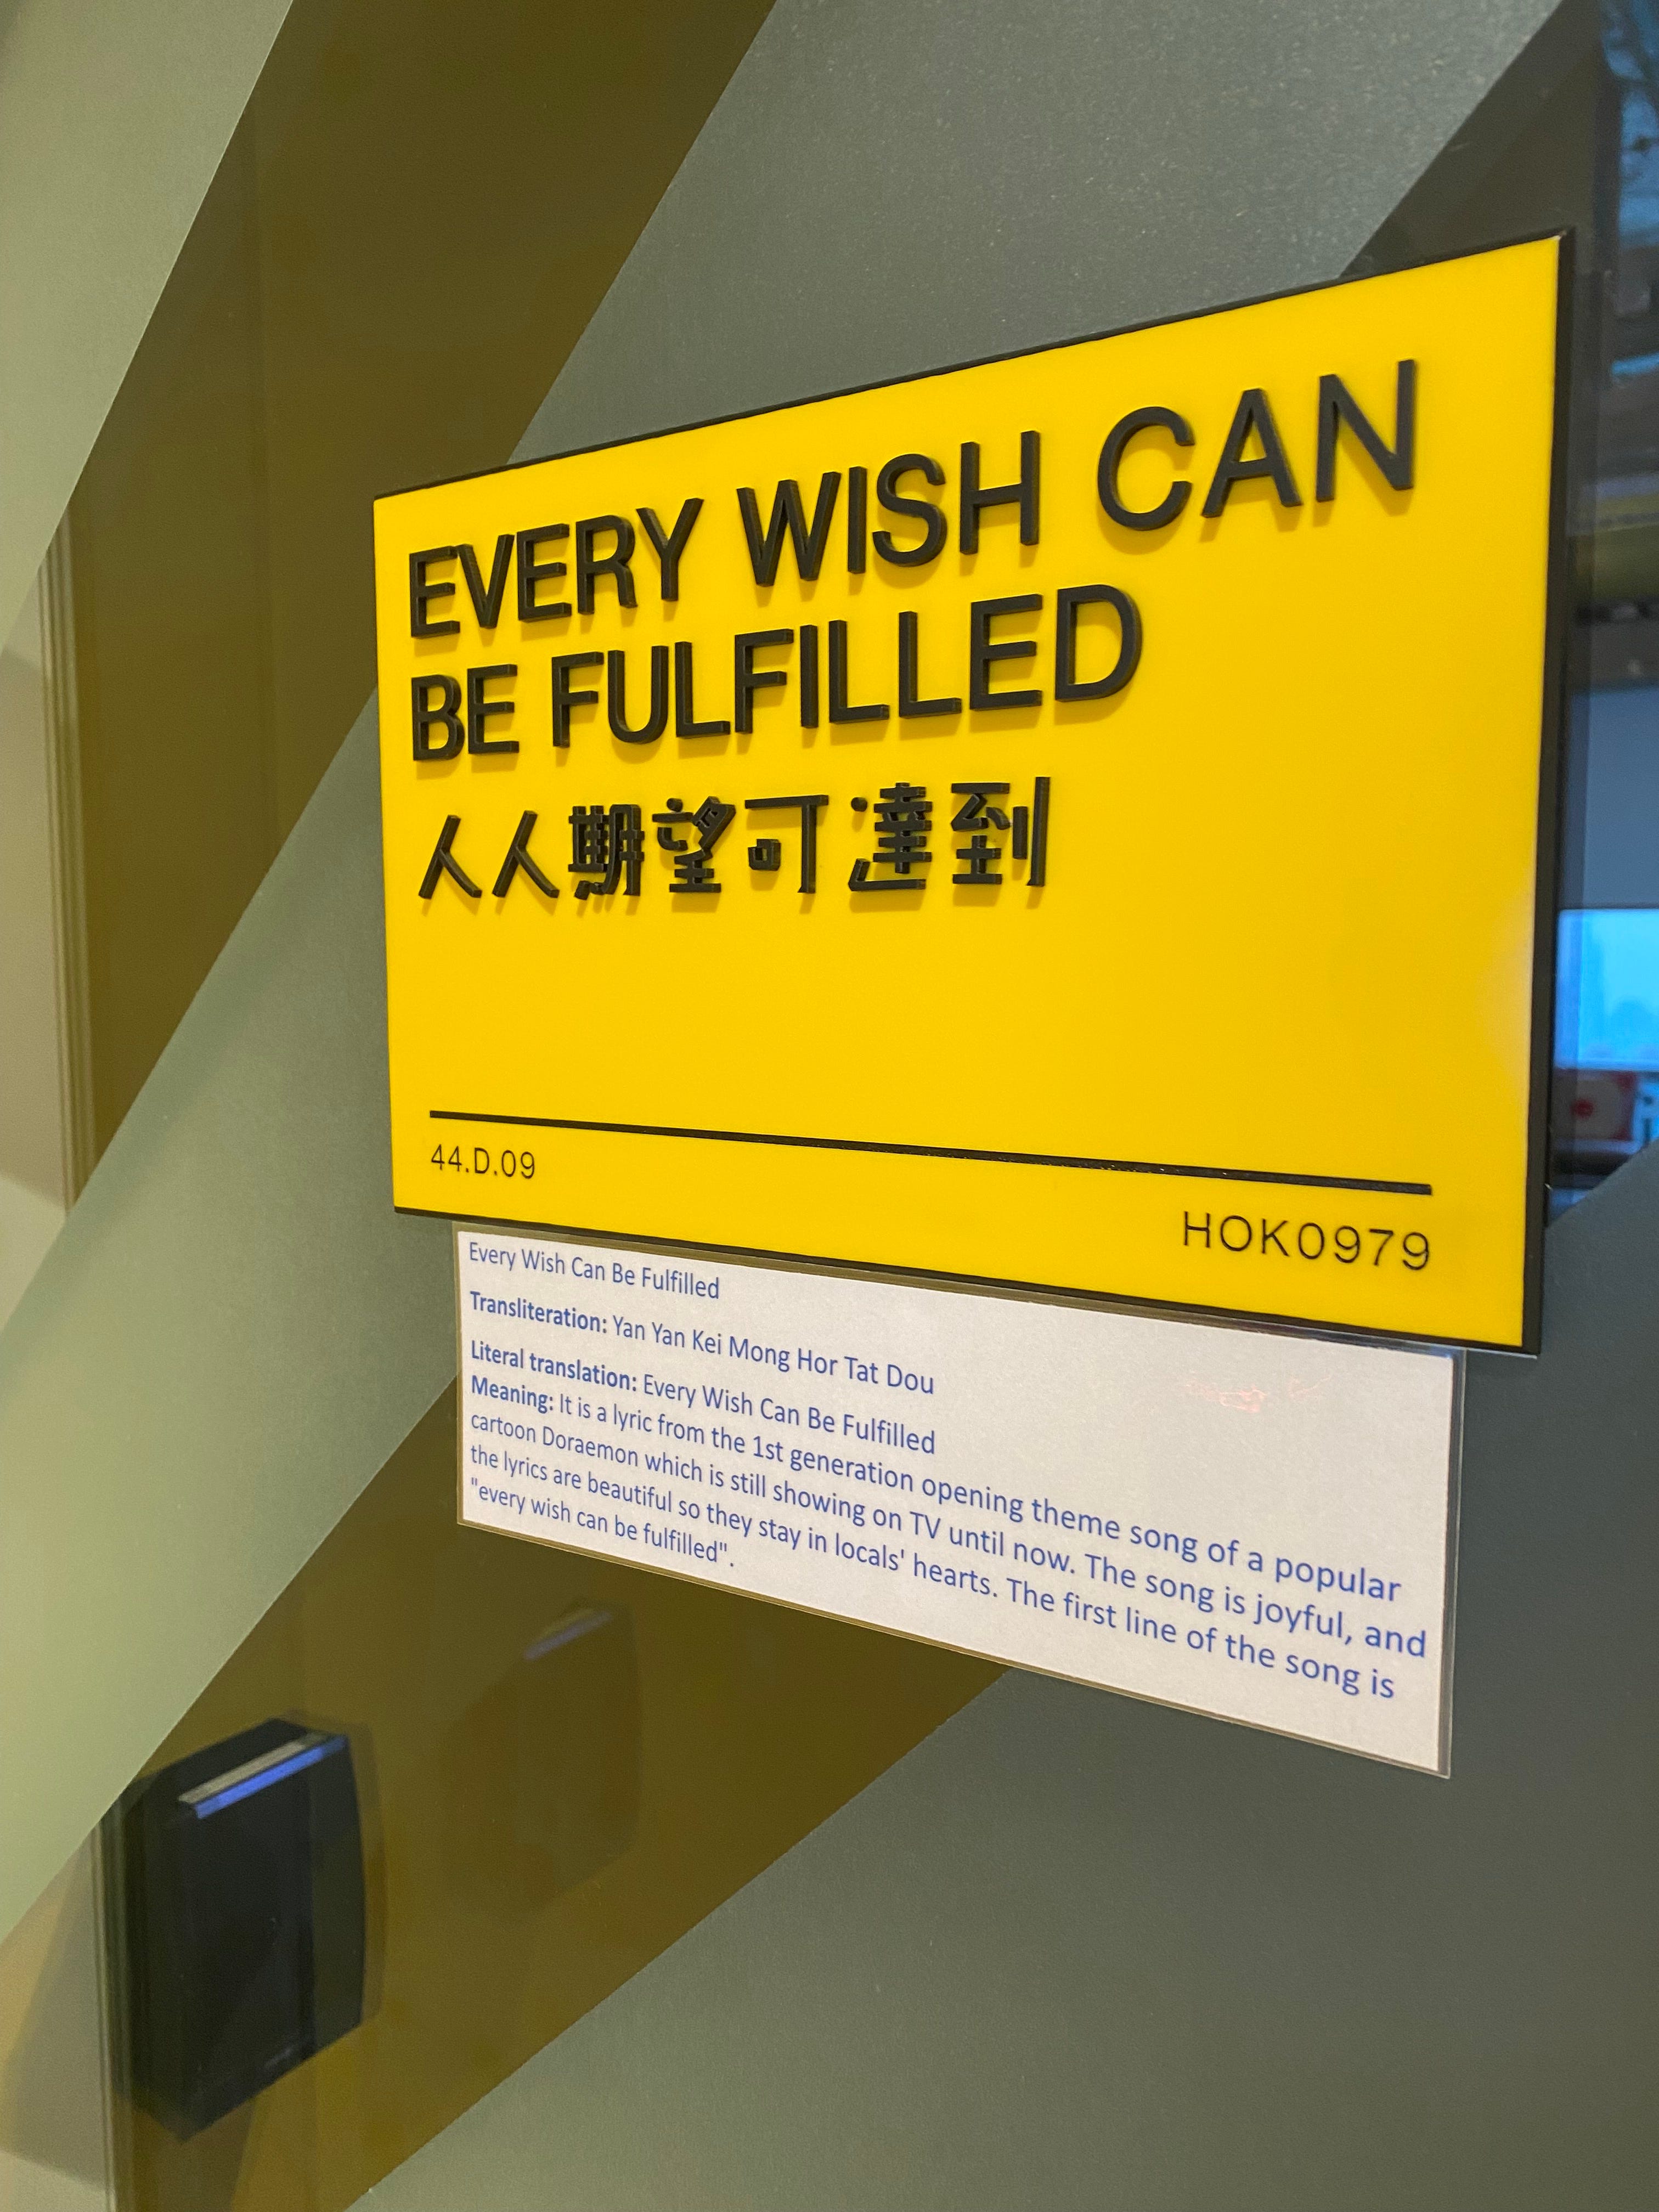 EVERY WISH CAN
BE FULFILLED
人人期望可達到
44.D.09
HOK0979
Every Wish Can Be Fulfilled
Transliteration: Yan Yan Kei Mong Hor Tat Dou
Literal translation: Every Wish Can Be Fulfilled
Meaning: It is a lyric from the 1st generation opening theme song of a popular
cartoon Doraemon which is still showing on TV until now. The song is joyful, and
the lyrics are beautiful so they stay in locals' hearts. The first line of the song is
"every wish can be fulfilled".